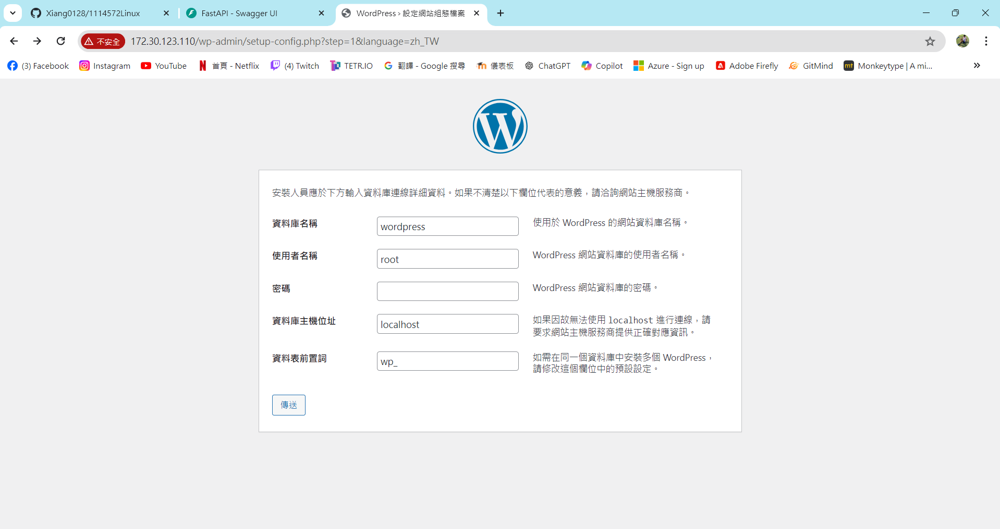 Xiang0128/1114572Linux
FastAPI - Swagger UI
WordPress › 設定網站組態檔案
不安全
172.30.123.110/wp-admin/setup-config.php?step=1&language=zh_TW
(3) Facebook
Instagram
YouTube
首頁 - Netflix
(4) Twitch
TETR.IO
翻譯 - Google 搜尋
儀表板
ChatGPT
Copilot
Azure - Sign up
Adobe Firefly
GitMind
mt
Monkeytype | A mi...
安裝人員應於下方輸入資料庫連線詳細資料。如果不清楚以下欄位代表的意義，請洽詢網站主機服務商。
資料庫名稱
wordpress
使用於 WordPress 的網站資料庫名稱。
使用者名稱
root
WordPress 網站資料庫的使用者名稱。
密碼
WordPress 網站資料庫的密碼。
資料庫主機位址
localhost
如果因故無法使用 localhost 進行連線，請
要求網站主機服務商提供正確對應資訊。
資料表前置詞
wp_
如需在同一個資料庫中安裝多個 WordPress，
請修改這個欄位中的預設設定。
傳送